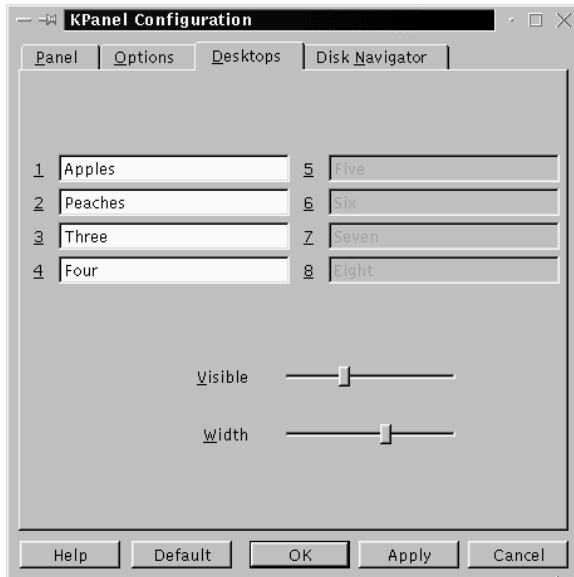 KPanel Configuration
Panel Options Desktops Disk Navigator
1 Apples 5 Five
2 Peaches 6 Six
3 Three 7 Seven
4 Four 8 Eight
Visible
Width
Help Default OK Apply Cancel